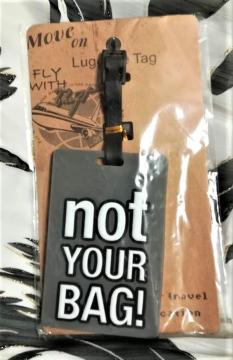 Move
on
Lug Tag
FLY
WITH
not
YOUR
BAG!
travel